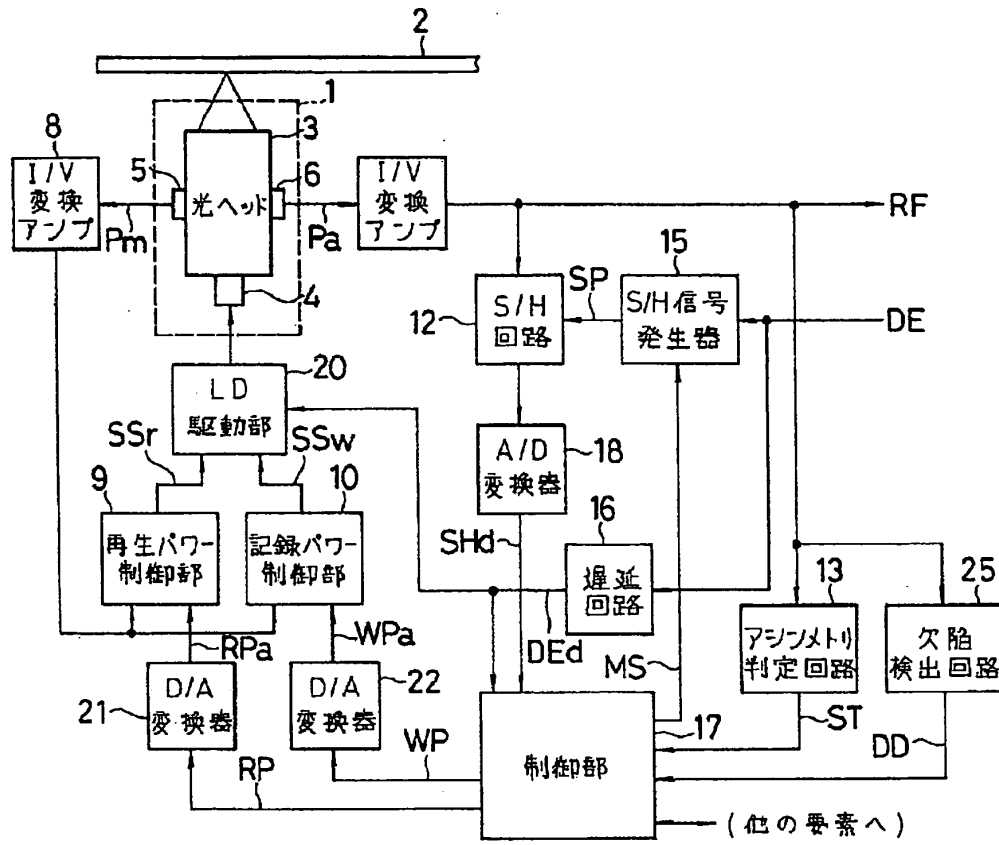 2
1
8
3
I/V
変換
アンプ
5
光ヘッド
6
I/V
変換
アンプ
RF
Pm
Pa
4
15
SP
S/H信号
発生器
DE
12
S/H
回路
20
LD
駆動部
SSr
SSw
A/D
変換器
18
9
10
再生パワー
制御部
記録パワー
制御部
SHd
16
遅延
回路
13
25
DEd
MS
アシンメトリ
判定回路
欠陥
検出回路
RPa
WPa
D/A
変換器
21
D/A
変換器
22
17
ST
DD
WP
RP
制御部
(他の要素へ)